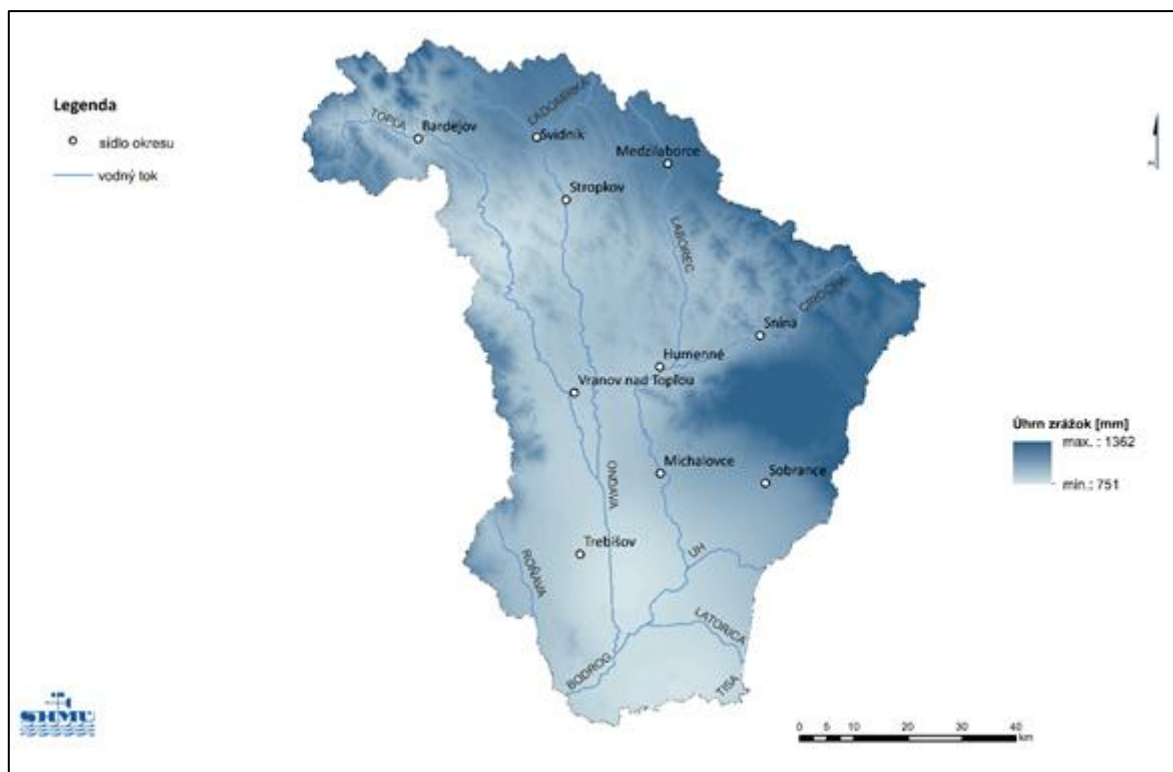 Legenda
sídlo okresu
vodný tok
TOPĽA
Bardejov
LADOMIRKA
Svidník
Medzilaborce
Stropkov
LABOREC
CIROCHA
Snina
Humenné
Vranov nad Topľou
Michalovce
Sobrance
ONDAVA
Trebišov
ROŇAVA
UH
LATORICA
BODROG
TISA
Úhrn zrážok [mm]
max. : 1362
min.: 751
SHMÚ
0 5 10 20 30 40
km